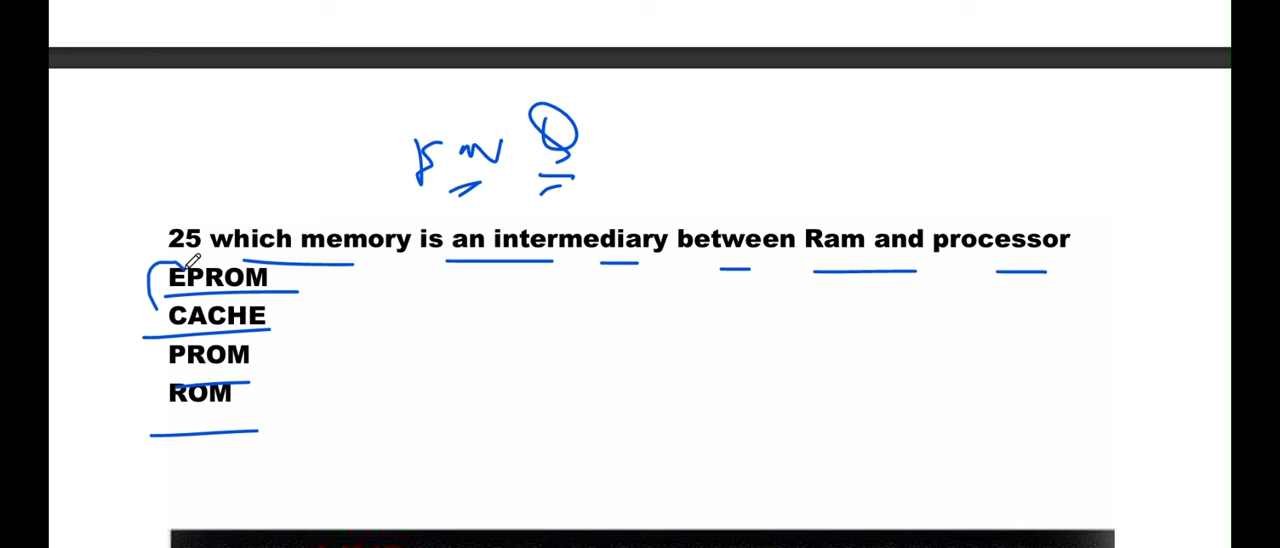 25 which memory is an intermediary between Ram and processor
EPROM
CACHE
PROM
ROM